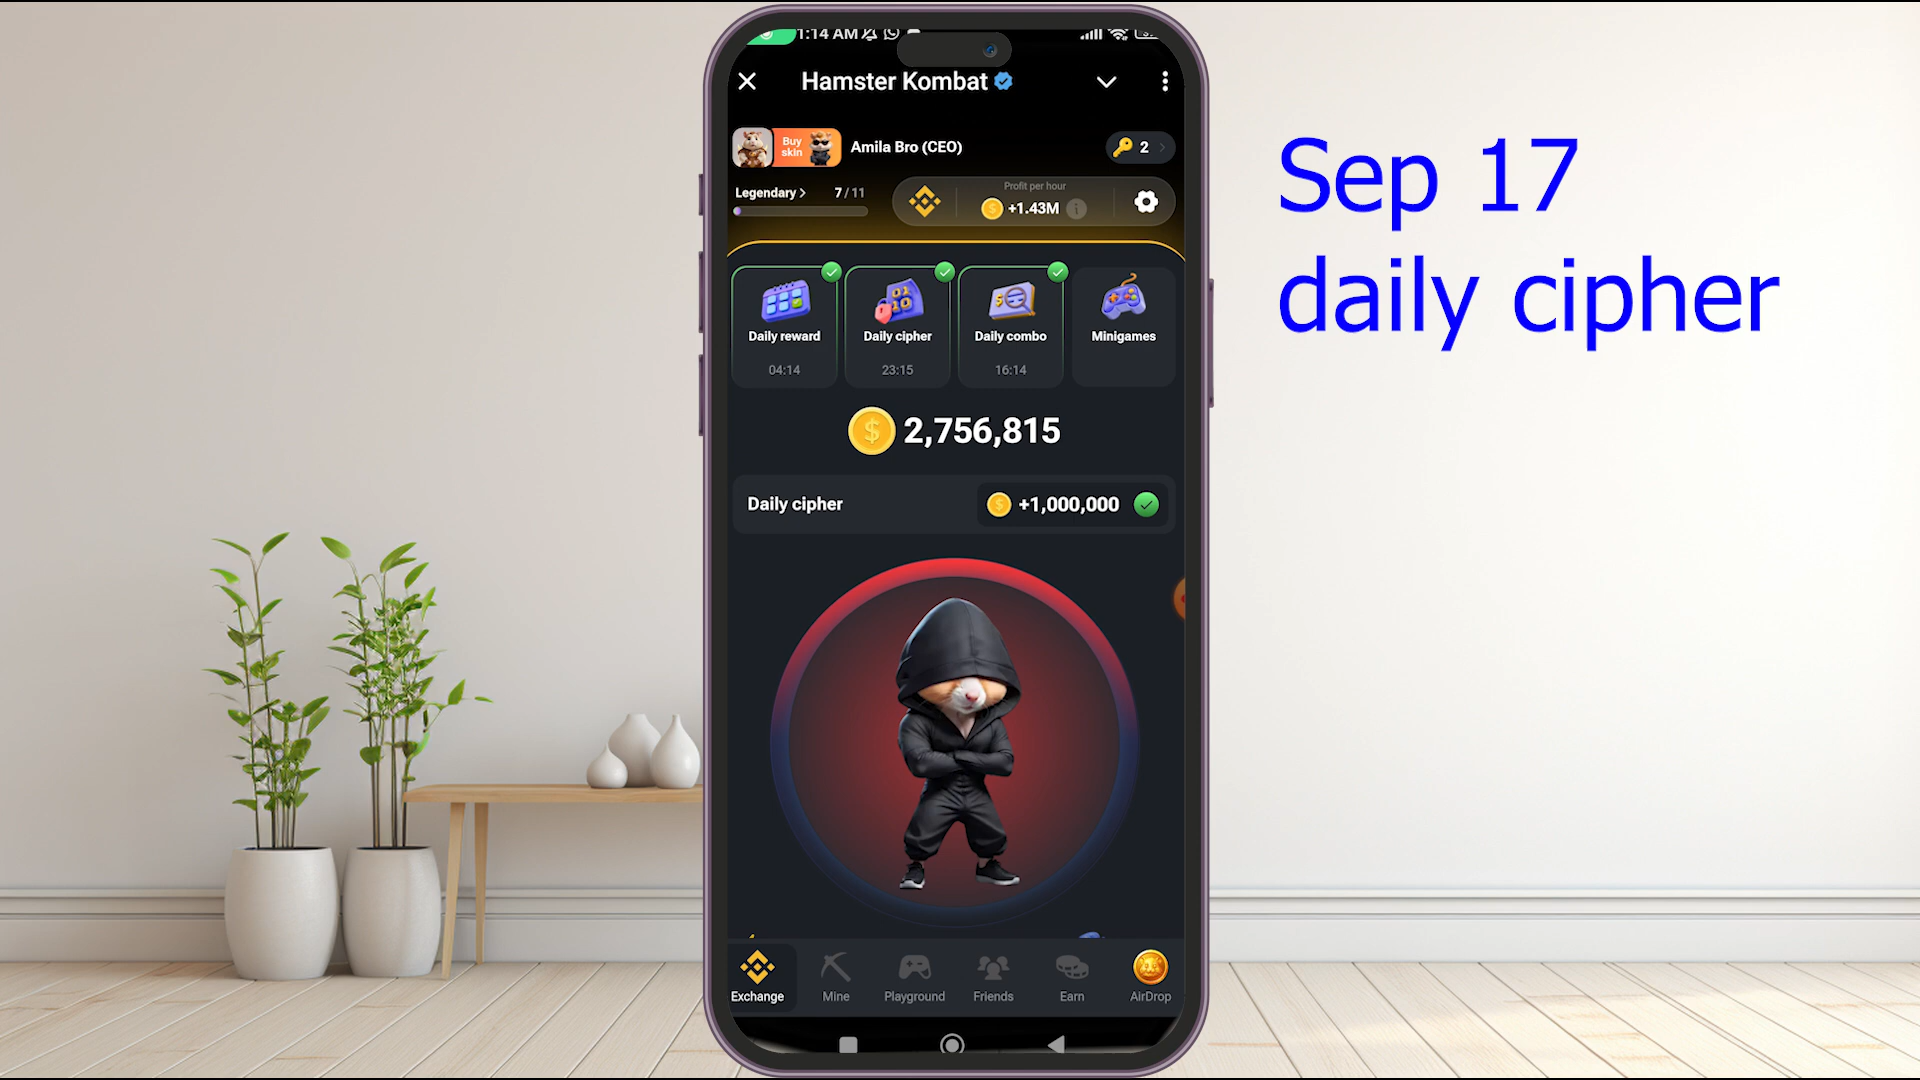 1:14 AM
Hamster Kombat
Buy
skin
Amila Bro (CEO)
2
Legendary
7 / 11
Profit per hour
+1.43M
Daily reward
04:14
Daily cipher
23:15
Daily combo
16:14
Minigames
2,756,815
Daily cipher
+1,000,000
Exchange
Mine
Playground
Friends
Earn
AirDrop
Sep 17
daily cipher